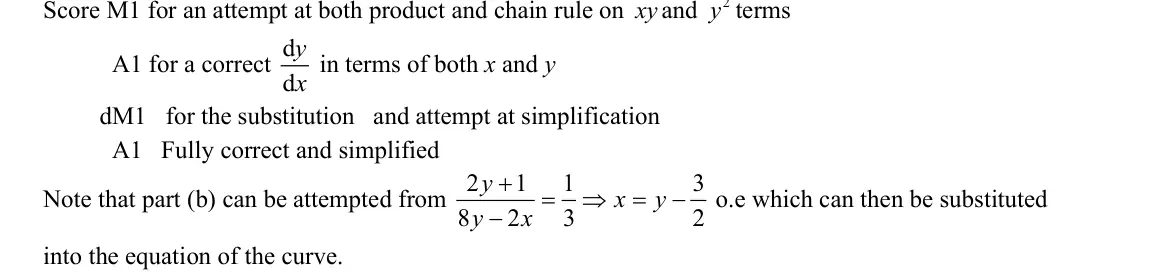 Score M1 for an attempt at both product and chain rule on xy and y² terms
A1 for a correct dy/dx in terms of both x and y
dM1 for the substitution and attempt at simplification
A1 Fully correct and simplified
Note that part (b) can be attempted from (2y+1)/(8y−2x) = 1/3 ⇒ x = y − 3/2 o.e which can then be substituted
into the equation of the curve.